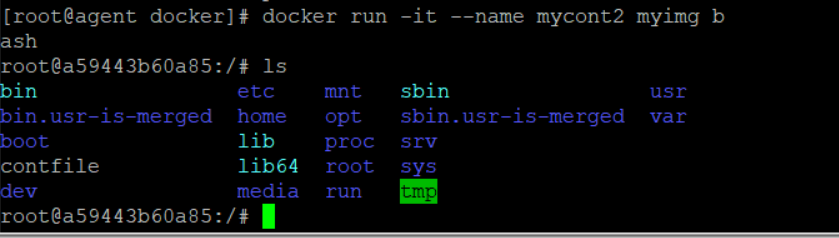 [root@agent docker]# docker run -it --name mycont2 myimg b
ash
root@a59443b60a85:/# ls
bin                etc    mnt   sbin                usr
bin.usr-is-merged  home   opt   sbin.usr-is-merged  var
boot               lib    proc  srv
contfile           lib64  root  sys
dev                media  run   tmp
root@a59443b60a85:/#